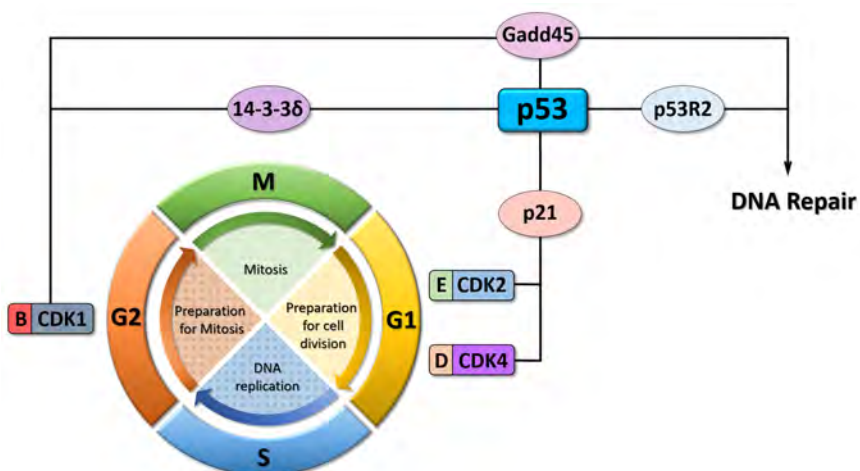 Gadd45
14-3-3δ
p53
p53R2
DNA Repair
p21
M
Mitosis
G2
Preparation
for Mitosis
Preparation
for cell
division
G1
DNA
replication
S
B CDK1
E CDK2
D CDK4